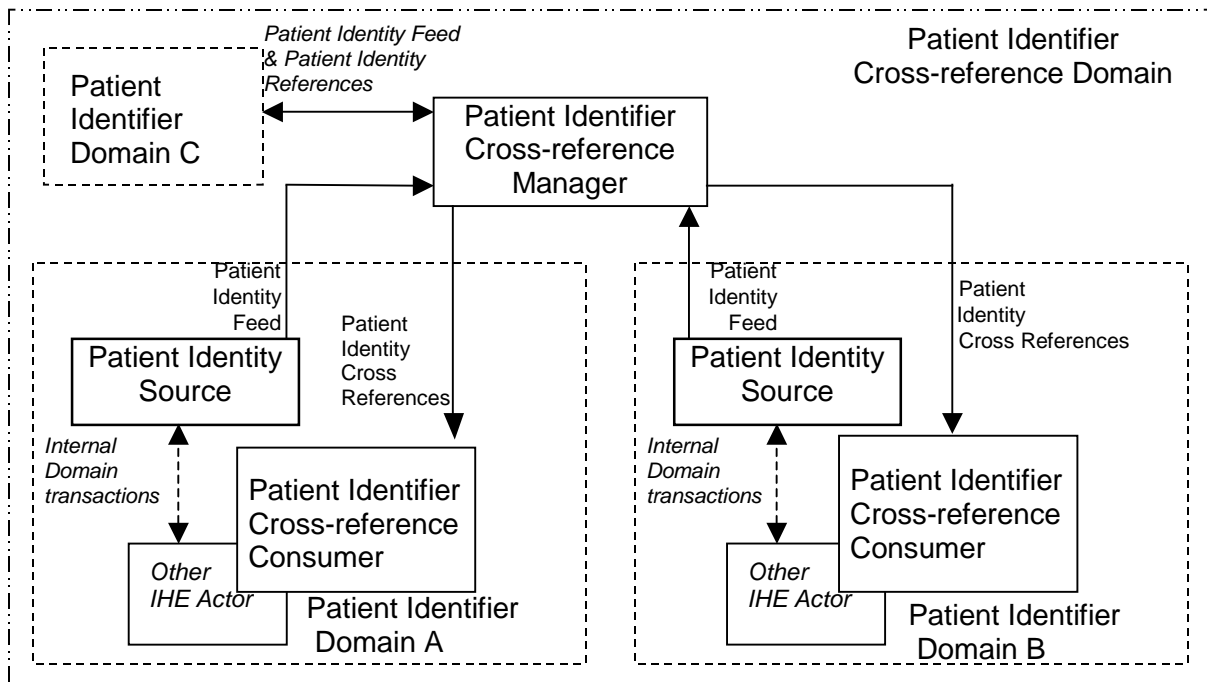 Patient Identity Feed
& Patient Identity
References
Patient Identifier
Cross-reference Domain
Patient
Identifier
Domain C
Patient Identifier
Cross-reference
Manager
Patient
Identity
Feed
Patient
Identity
Cross
References
Patient Identity
Source
Internal
Domain
transactions
Patient Identifier
Cross-reference
Consumer
Other
IHE Actor
Patient Identifier
Domain A
Patient
Identity
Feed
Patient
Identity
Cross References
Patient Identity
Source
Internal
Domain
transactions
Patient Identifier
Cross-reference
Consumer
Other
IHE Actor
Patient Identifier
Domain B